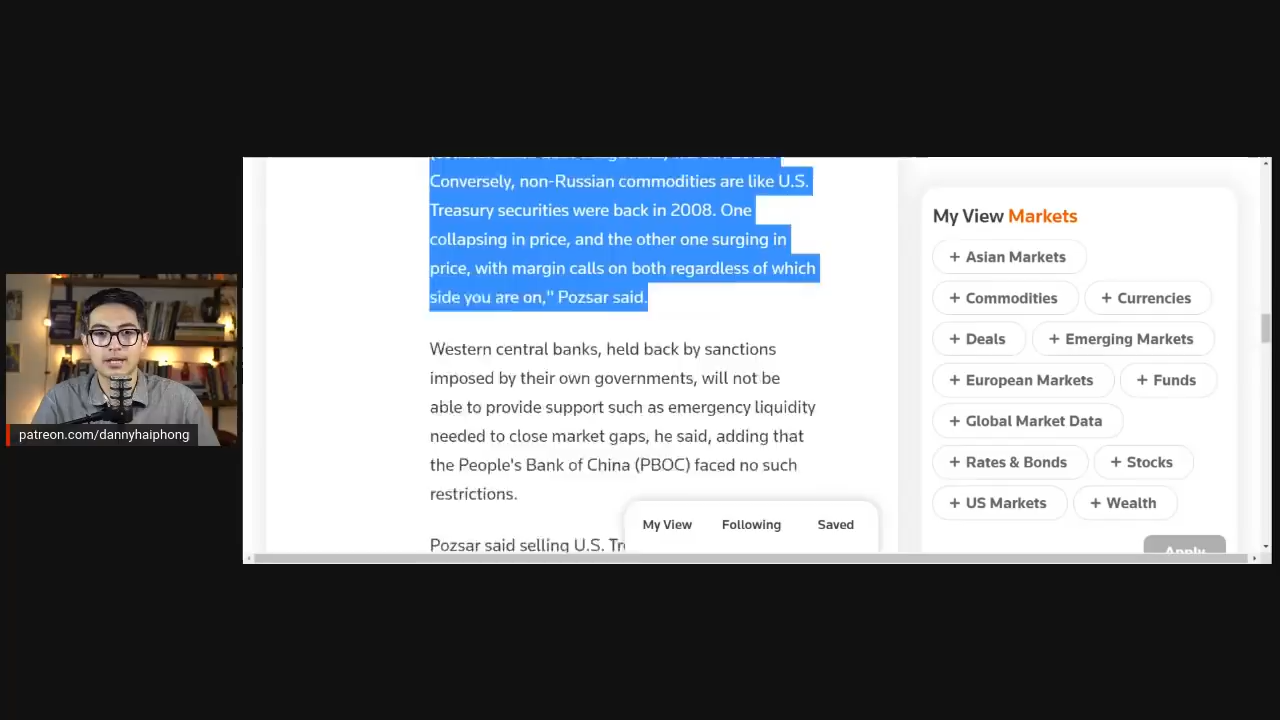 Conversely, non-Russian commodities are like U.S.
Treasury securities were back in 2008. One
collapsing in price, and the other one surging in
price, with margin calls on both regardless of which
side you are on," Pozsar said.
Western central banks, held back by sanctions
imposed by their own governments, will not be
able to provide support such as emergency liquidity
needed to close market gaps, he said, adding that
the People's Bank of China (PBOC) faced no such
restrictions.
Pozsar said selling U.S.
My View
Following
Saved
My View Markets
+ Asian Markets
+ Commodities
+ Currencies
+ Deals
+ Emerging Markets
+ European Markets
+ Funds
+ Global Market Data
+ Rates & Bonds
+ Stocks
+ US Markets
+ Wealth
Apply
patreon.com/dannyhaiphong